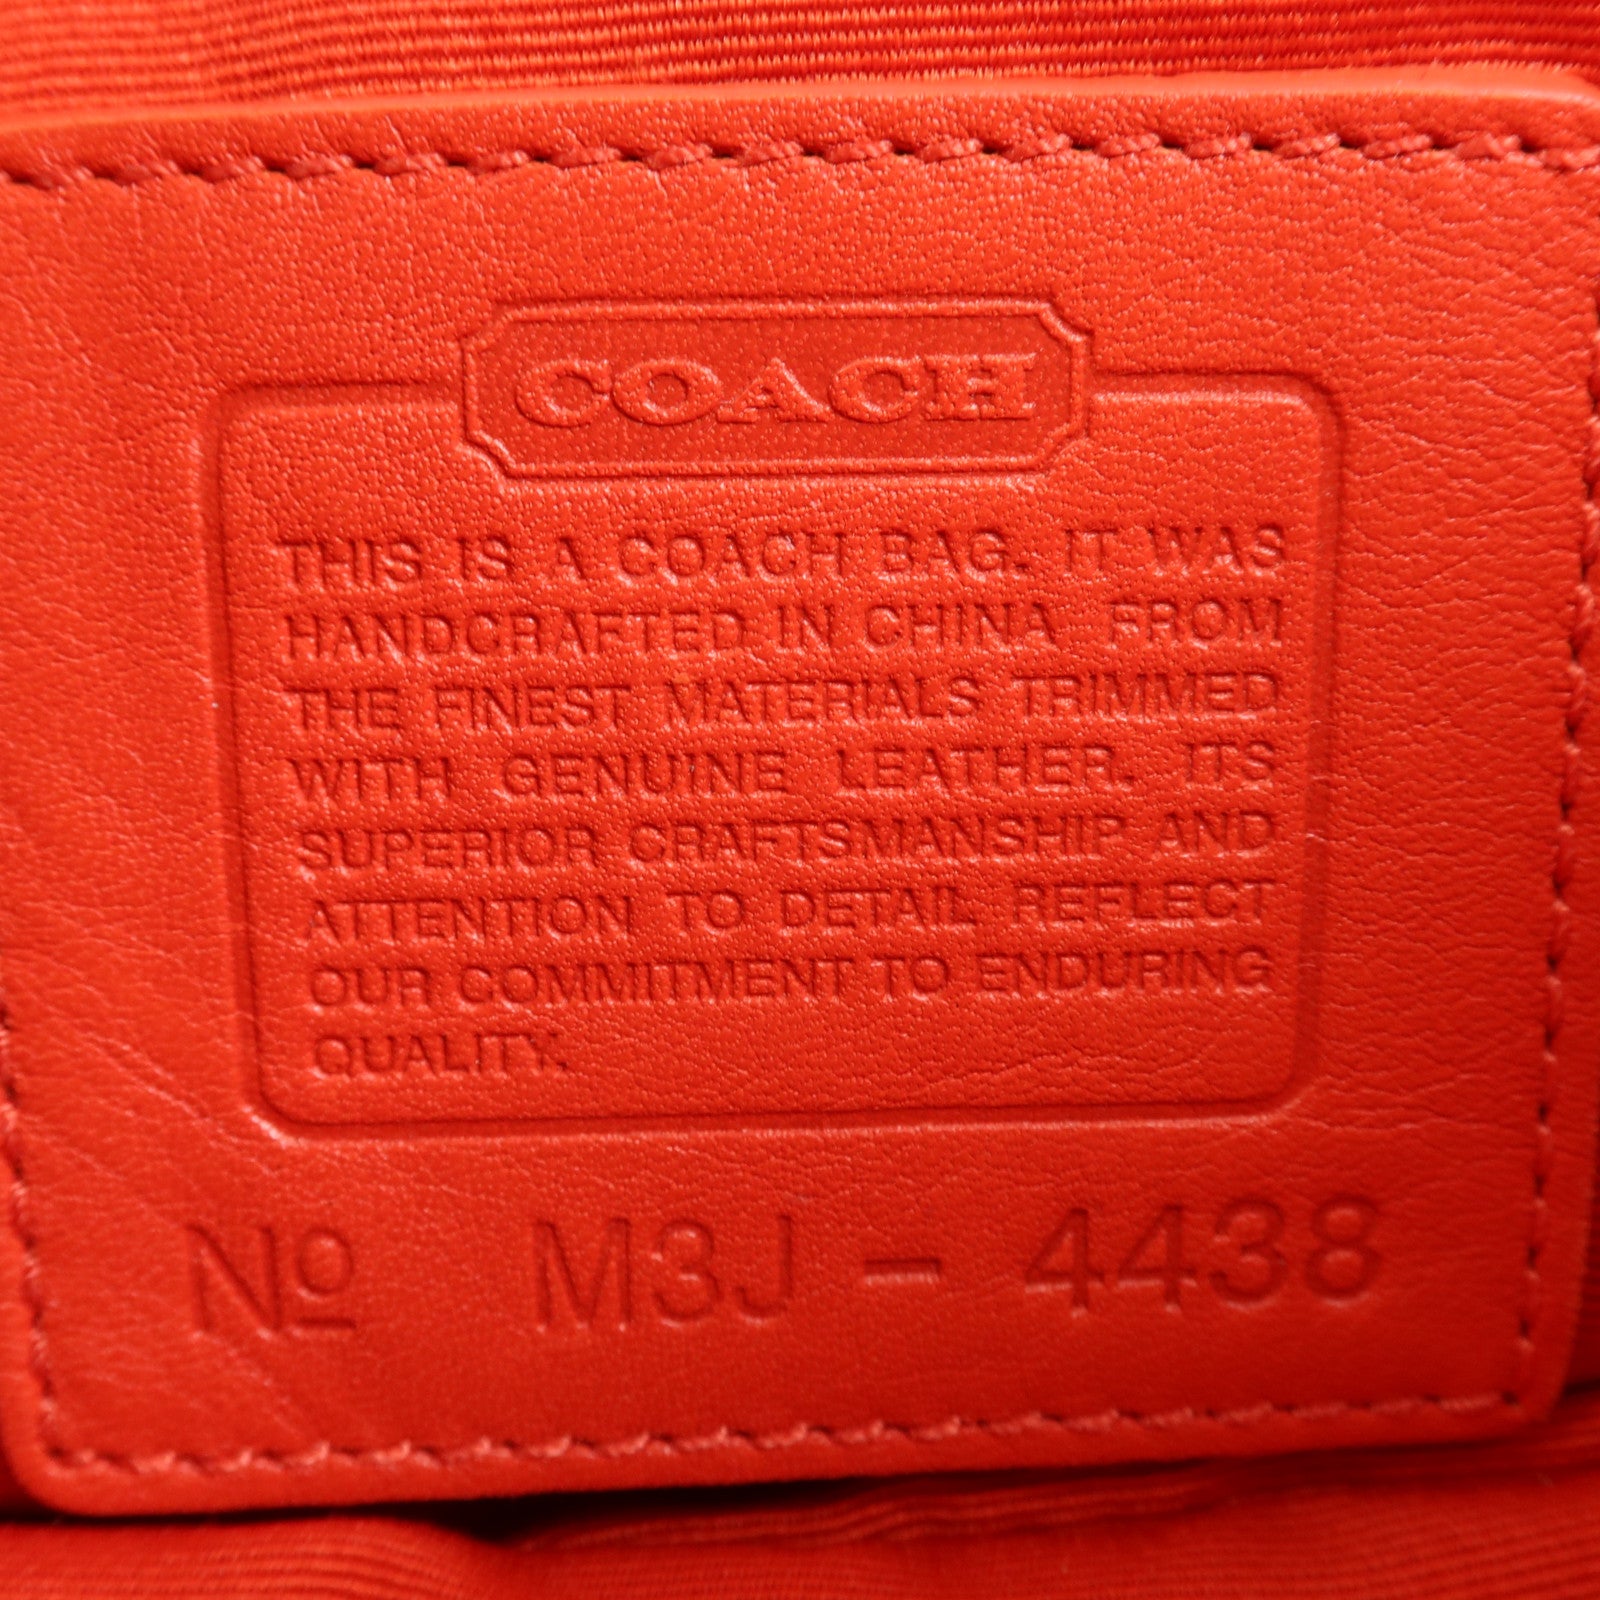 COACH
THIS IS A COACH BAG. IT WAS
HANDCRAFTED IN CHINA FROM
THE FINEST MATERIALS TRIMMED
WITH GENUINE LEATHER. ITS
SUPERIOR CRAFTSMANSHIP AND
ATTENTION TO DETAIL REFLECT
OUR COMMITMENT TO ENDURING
QUALITY.
№ M3J - 4438